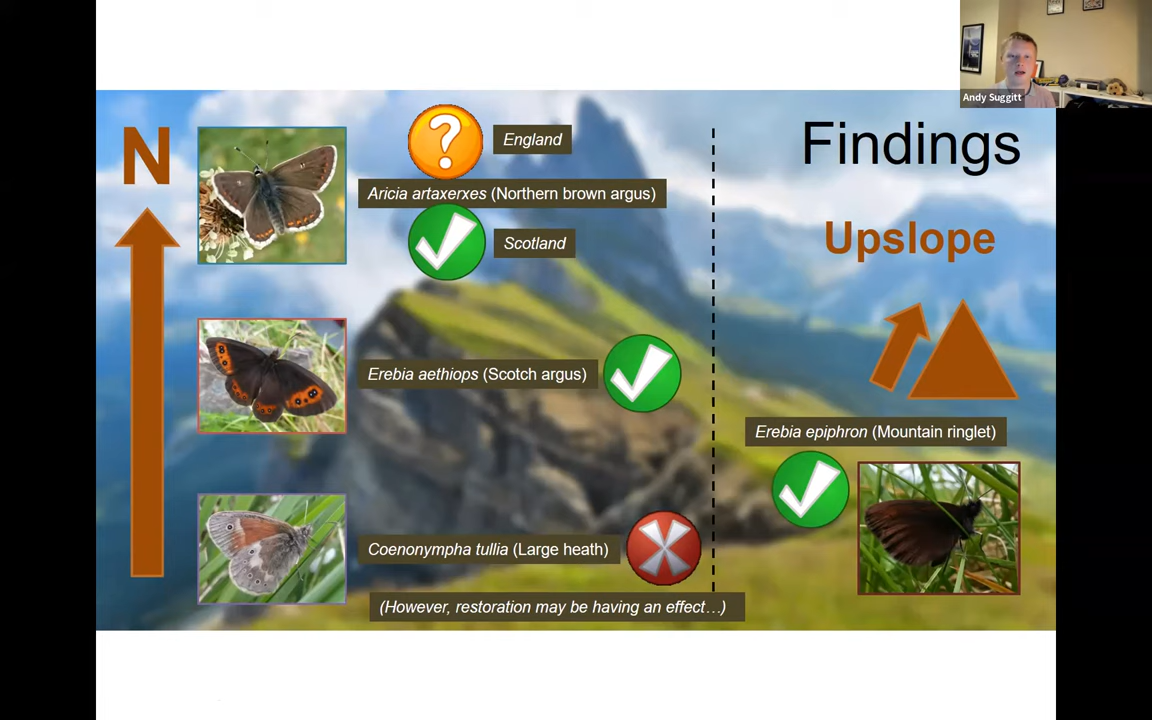 Andy Suggitt
Findings
N
?
England
Aricia artaxerxes (Northern brown argus)
Scotland
Erebia aethiops (Scotch argus)
Coenonympha tullia (Large heath)
(However, restoration may be having an effect…)
Upslope
Erebia epiphron (Mountain ringlet)